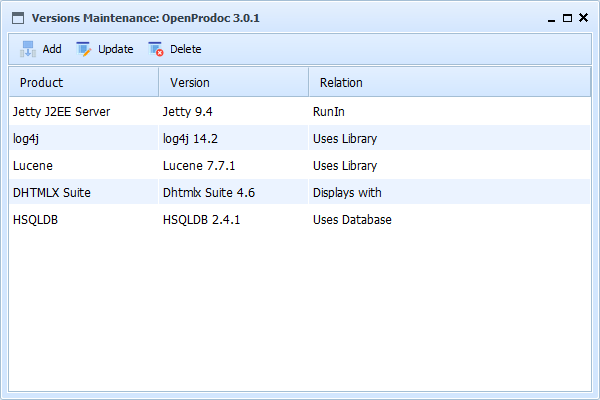 Versions Maintenance: OpenProdoc 3.0.1
Add Update Delete
Product Version Relation
Jetty J2EE Server Jetty 9.4 RunIn
log4j log4j 14.2 Uses Library
Lucene Lucene 7.7.1 Uses Library
DHTMLX Suite Dhtmlx Suite 4.6 Displays with
HSQLDB HSQLDB 2.4.1 Uses Database